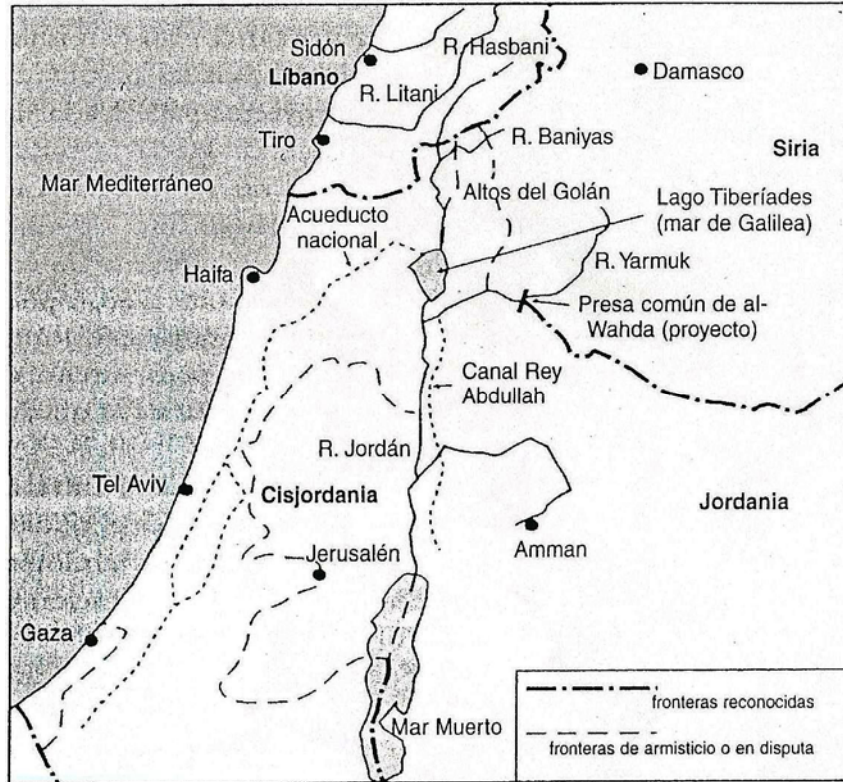 Sidón
Líbano
R. Hasbani
Damasco
R. Litani
Tiro
R. Baniyas
Siria
Mar Mediterráneo
Altos del Golán
Lago Tiberíades
(mar de Galilea)
Acueducto
nacional
Haifa
R. Yarmuk
Presa común de al-
Wahda (proyecto)
Canal Rey
Abdullah
R. Jordán
Tel Aviv
Cisjordania
Jordania
Jerusalén
Amman
Gaza
Mar Muerto
fronteras reconocidas
fronteras de armisticio o en disputa